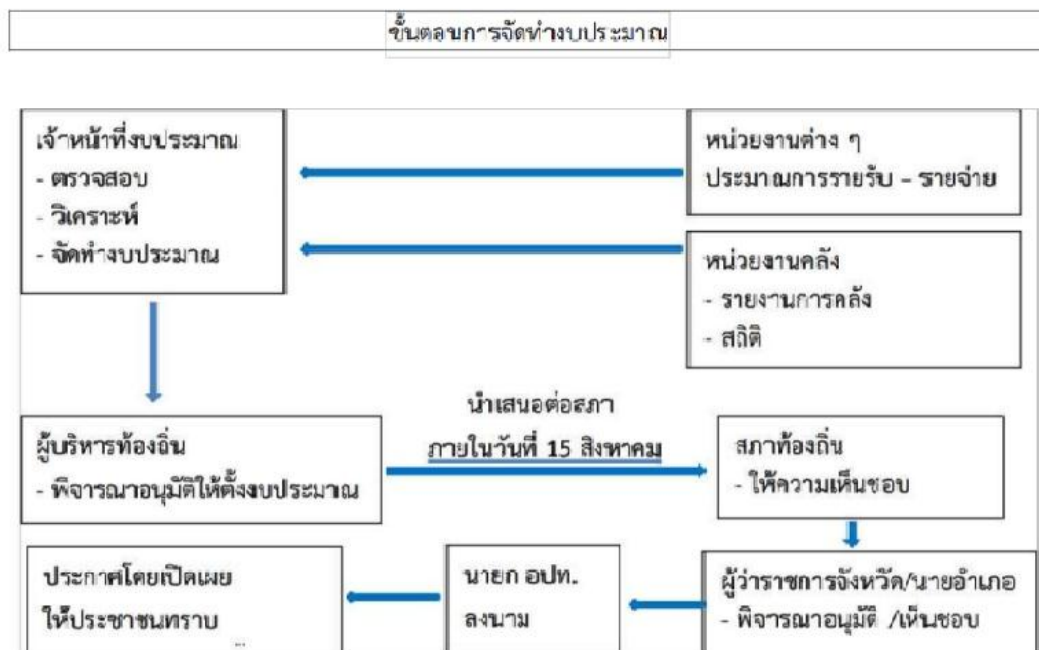 ขั้นตอนการจัดทำงบประมาณ
เจ้าหน้าที่งบประมาณ
- ตรวจสอบ
- วิเคราะห์
- จัดทำงบประมาณ
หน่วยงานต่าง ๆ
ประมาณการรายรับ – รายจ่าย
หน่วยงานคลัง
- รายงานการคลัง
- สถิติ
ผู้บริหารท้องถิ่น
- พิจารณาอนุมัติให้ตั้งงบประมาณ
นำเสนอต่อสภา
ภายในวันที่ 15 สิงหาคม
สภาท้องถิ่น
- ให้ความเห็นชอบ
ผู้ว่าราชการจังหวัด/นายอำเภอ
- พิจารณาอนุมัติ /เห็นชอบ
นายก อปท.
ลงนาม
ประกาศโดยเปิดเผย
ให้ประชาชนทราบ